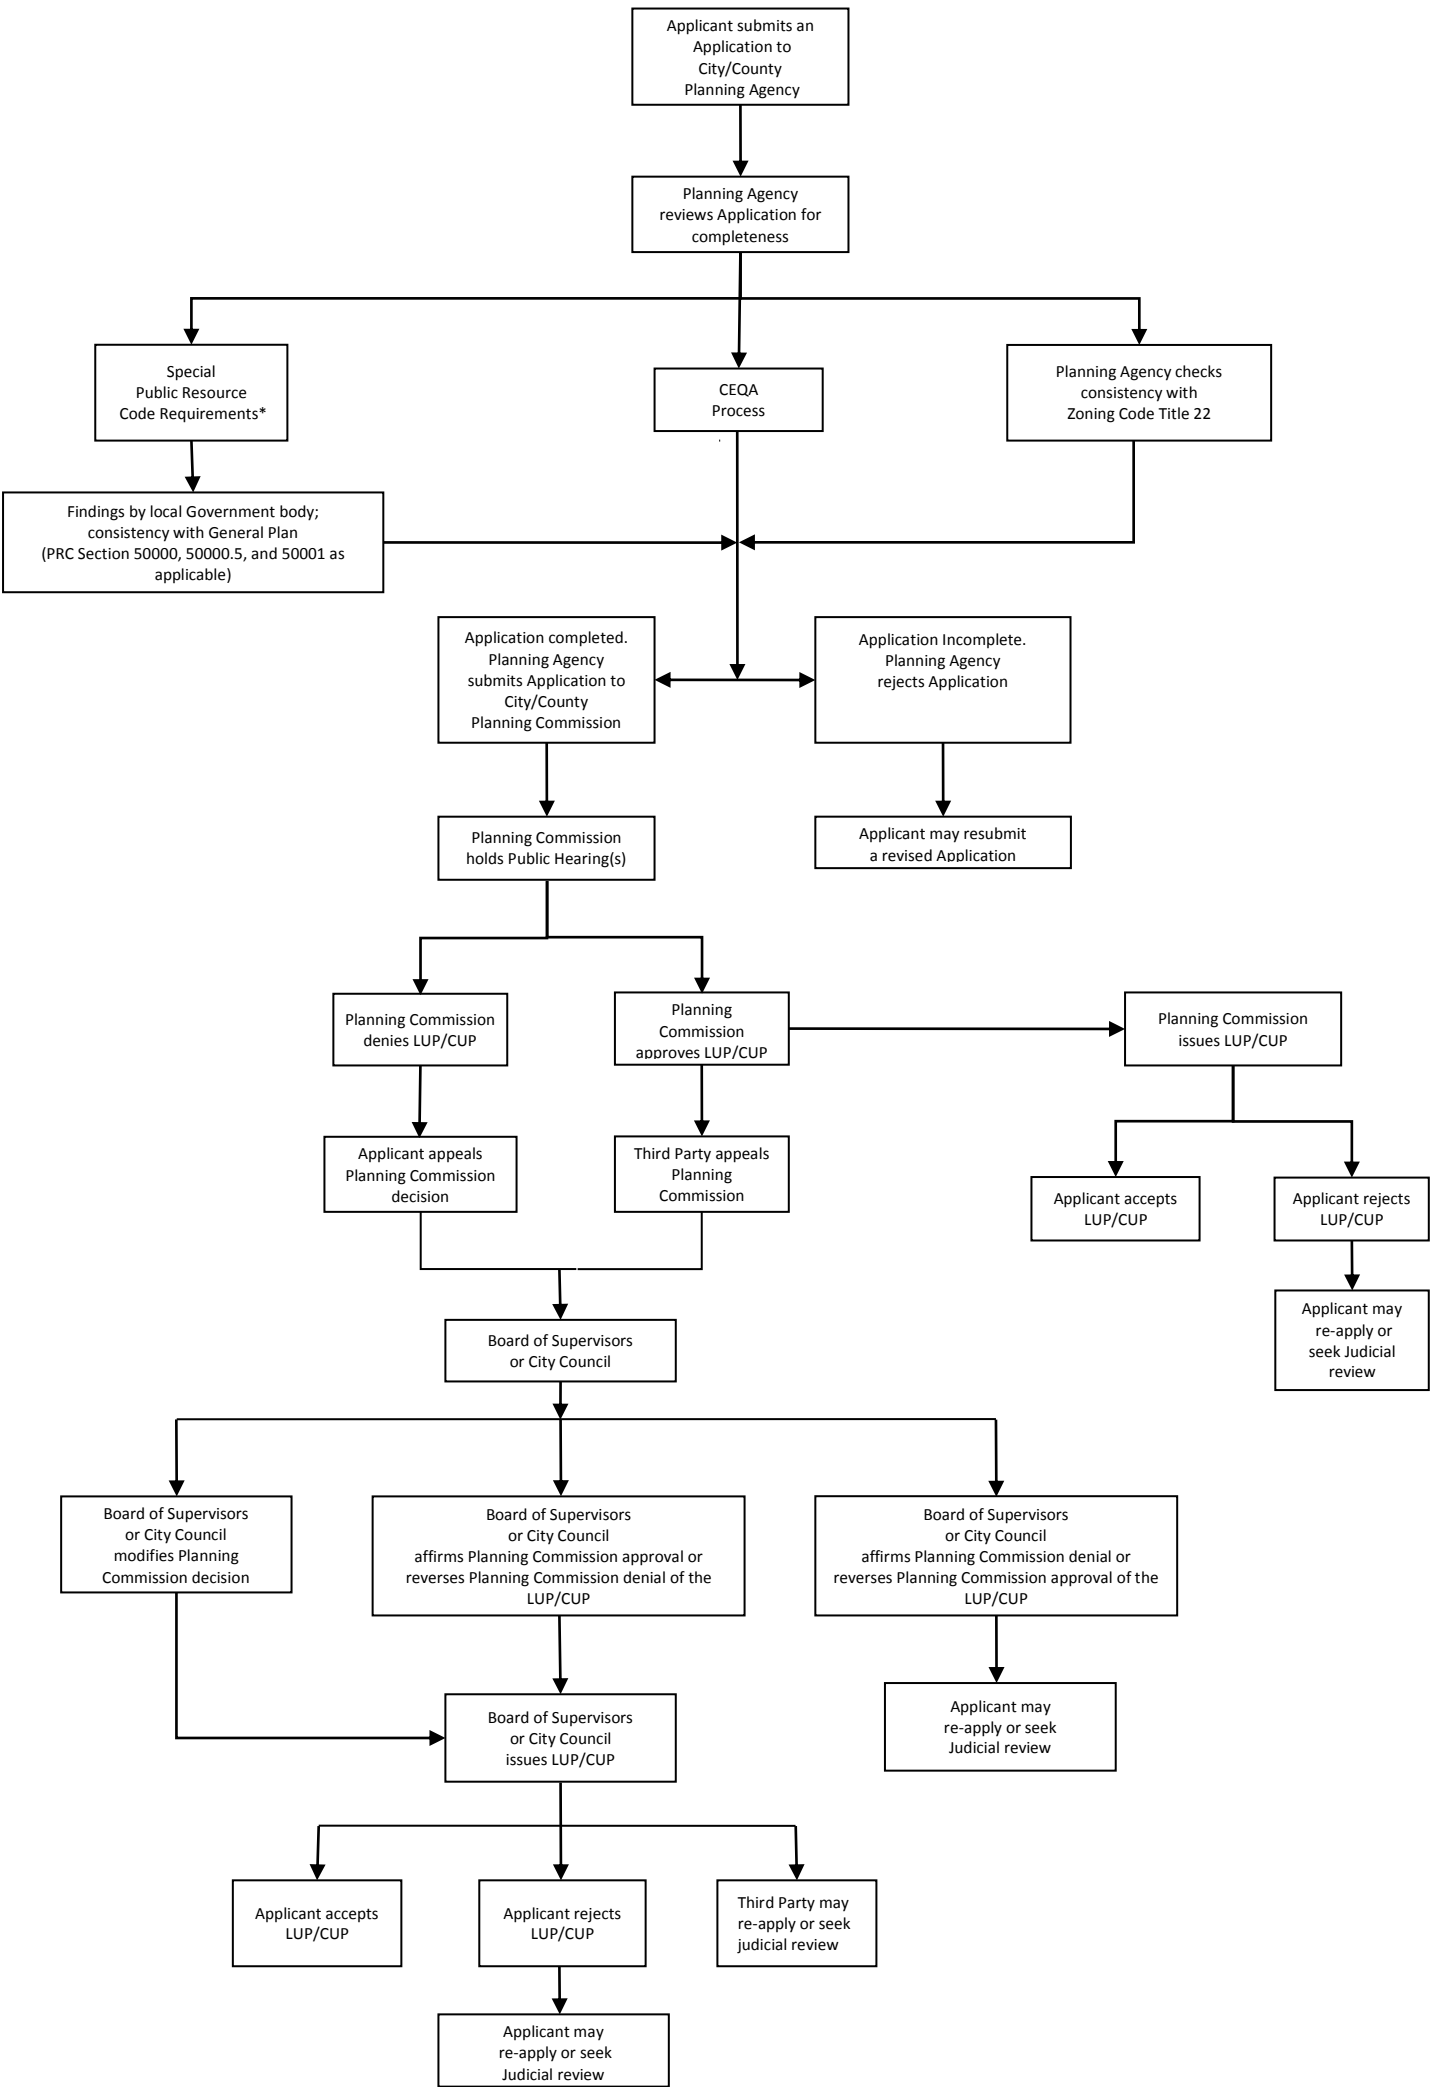 Applicant submits an
Application to
City/County
Planning Agency
Planning Agency
reviews Application for
completeness
Special
Public Resource
Code Requirements*
CEQA
Process
Planning Agency checks
consistency with
Zoning Code Title 22
Findings by local Government body;
consistency with General Plan
(PRC Section 50000, 50000.5, and 50001 as
applicable)
Application completed.
Planning Agency
submits Application to
City/County
Planning Commission
Application Incomplete.
Planning Agency
rejects Application
Planning Commission
holds Public Hearing(s)
Applicant may resubmit
a revised Application
Planning Commission
denies LUP/CUP
Planning
Commission
approves LUP/CUP
Planning Commission
issues LUP/CUP
Applicant appeals
Planning Commission
decision
Third Party appeals
Planning
Commission
Applicant accepts
LUP/CUP
Applicant rejects
LUP/CUP
Applicant may
re-apply or
seek Judicial
review
Board of Supervisors
or City Council
Board of Supervisors
or City Council
modifies Planning
Commission decision
Board of Supervisors
or City Council
affirms Planning Commission approval or
reverses Planning Commission denial of the
LUP/CUP
Board of Supervisors
or City Council
affirms Planning Commission denial or
reverses Planning Commission approval of the
LUP/CUP
Board of Supervisors
or City Council
issues LUP/CUP
Applicant may
re-apply or seek
Judicial review
Applicant accepts
LUP/CUP
Applicant rejects
LUP/CUP
Third Party may
re-apply or seek
judicial review
Applicant may
re-apply or seek
Judicial review